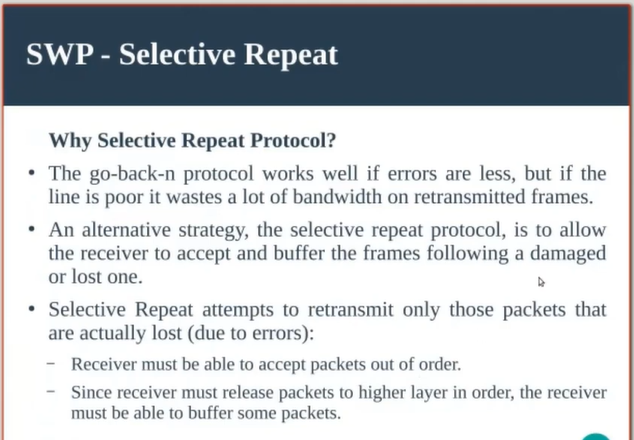 SWP - Selective Repeat
Why Selective Repeat Protocol?
• The go-back-n protocol works well if errors are less, but if the
line is poor it wastes a lot of bandwidth on retransmitted frames.
• An alternative strategy, the selective repeat protocol, is to allow
the receiver to accept and buffer the frames following a damaged
or lost one.
• Selective Repeat attempts to retransmit only those packets that
are actually lost (due to errors):
− Receiver must be able to accept packets out of order.
− Since receiver must release packets to higher layer in order, the receiver
must be able to buffer some packets.